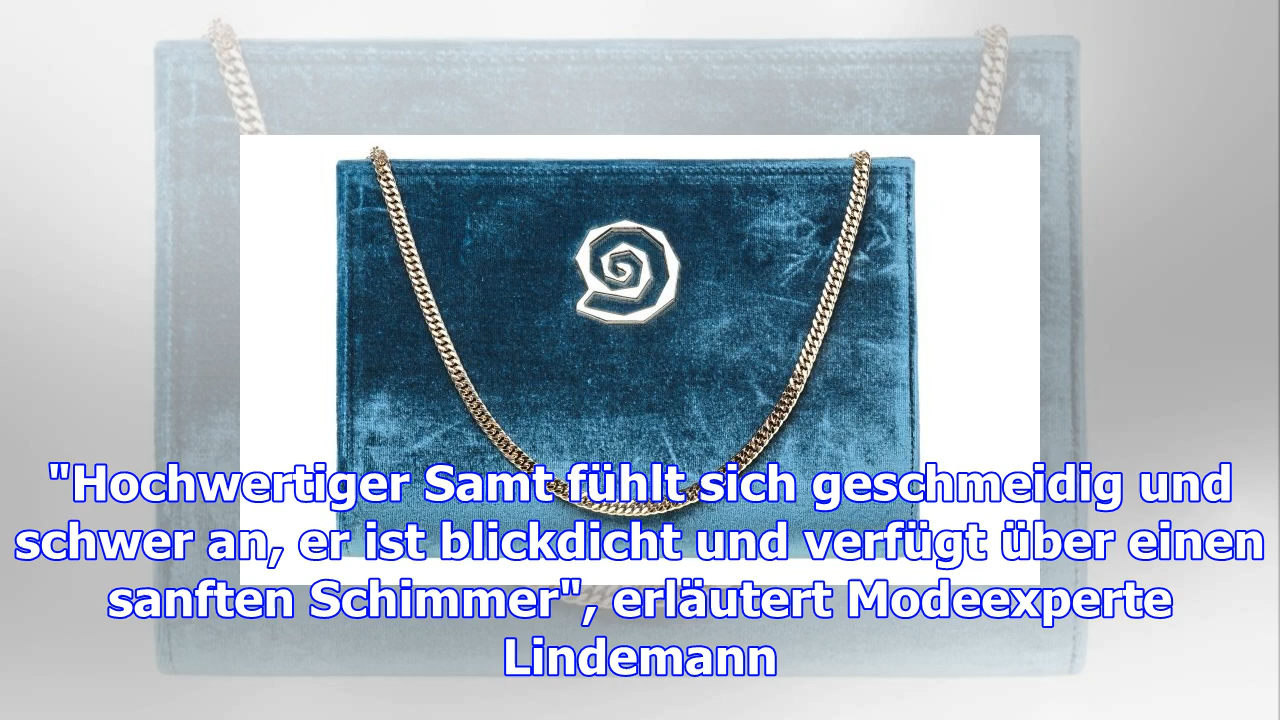 "Hochwertiger Samt fühlt sich geschmeidig und
schwer an, er ist blickdicht und verfügt über einen
sanften Schimmer", erläutert Modeexperte
Lindemann